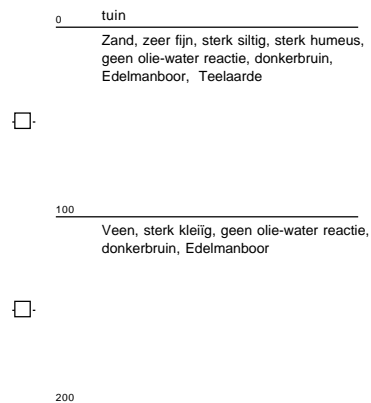 0 tuin
Zand, zeer fijn, sterk siltig, sterk humeus,
geen olie-water reactie, donkerbruin,
Edelmanboor, Teelaarde
100
Veen, sterk kleiïg, geen olie-water reactie,
donkerbruin, Edelmanboor
200